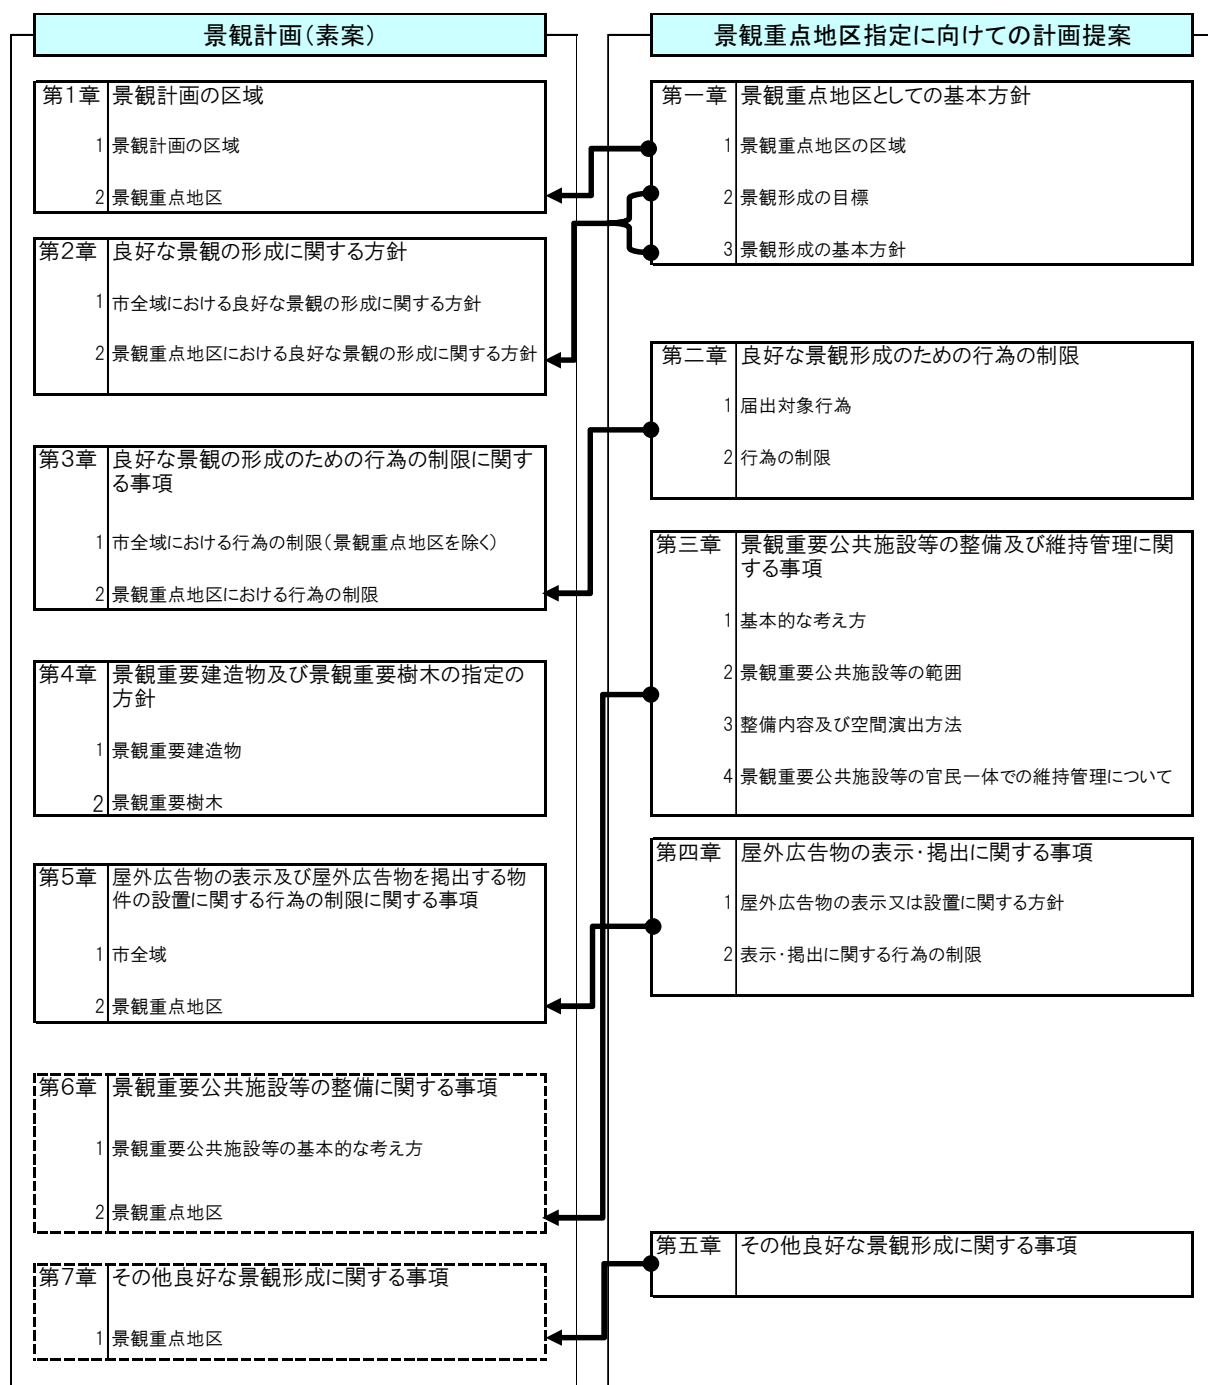 景観計画(素案)
第1章 景観計画の区域
1 景観計画の区域
2 景観重点地区
第2章 良好な景観の形成に関する方針
1 市全域における良好な景観の形成に関する方針
2 景観重点地区における良好な景観の形成に関する方針
第3章 良好な景観の形成のための行為の制限に関す
る事項
1 市全域における行為の制限(景観重点地区を除く)
2 景観重点地区における行為の制限
第4章 景観重要建造物及び景観重要樹木の指定の
方針
1 景観重要建造物
2 景観重要樹木
第5章 屋外広告物の表示及び屋外広告物を掲出する物
件の設置に関する行為の制限に関する事項
1 市全域
2 景観重点地区
第6章 景観重要公共施設等の整備に関する事項
1 景観重要公共施設等の基本的な考え方
2 景観重点地区
第7章 その他良好な景観形成に関する事項
1 景観重点地区
景観重点地区指定に向けての計画提案
第一章 景観重点地区としての基本方針
1 景観重点地区の区域
2 景観形成の目標
3 景観形成の基本方針
第二章 良好な景観形成のための行為の制限
1 届出対象行為
2 行為の制限
第三章 景観重要公共施設等の整備及び維持管理に関
する事項
1 基本的な考え方
2 景観重要公共施設等の範囲
3 整備内容及び空間演出方法
4 景観重要公共施設等の官民一体での維持管理について
第四章 屋外広告物の表示・掲出に関する事項
1 屋外広告物の表示又は設置に関する方針
2 表示・掲出に関する行為の制限
第五章 その他良好な景観形成に関する事項